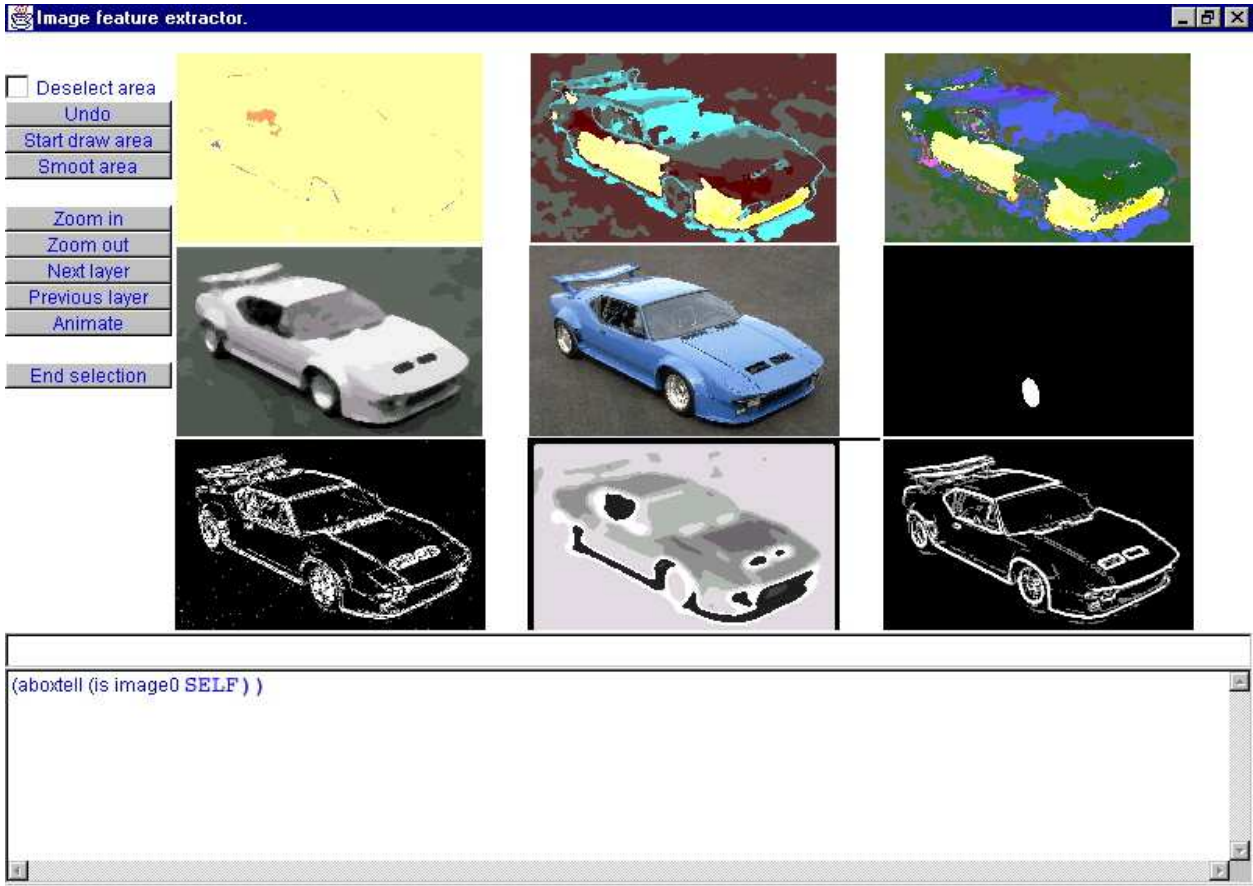 Image feature extractor.
Deselect area
Undo
Start draw area
Smoot area
Zoom in
Zoom out
Next layer
Previous layer
Animate
End selection
(aboxtell (is image0 SELF))